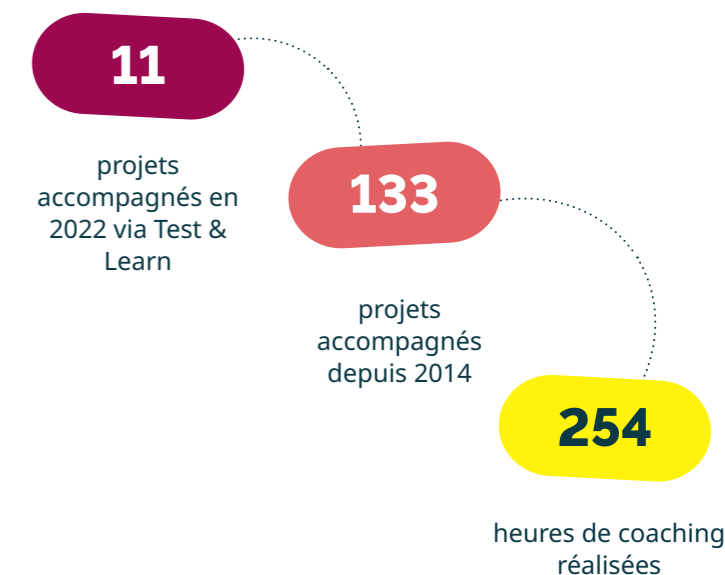 11
projets
accompagnés en
2022 via Test &
Learn
133
projets
accompagnés
depuis 2014
254
heures de coaching
réalisées